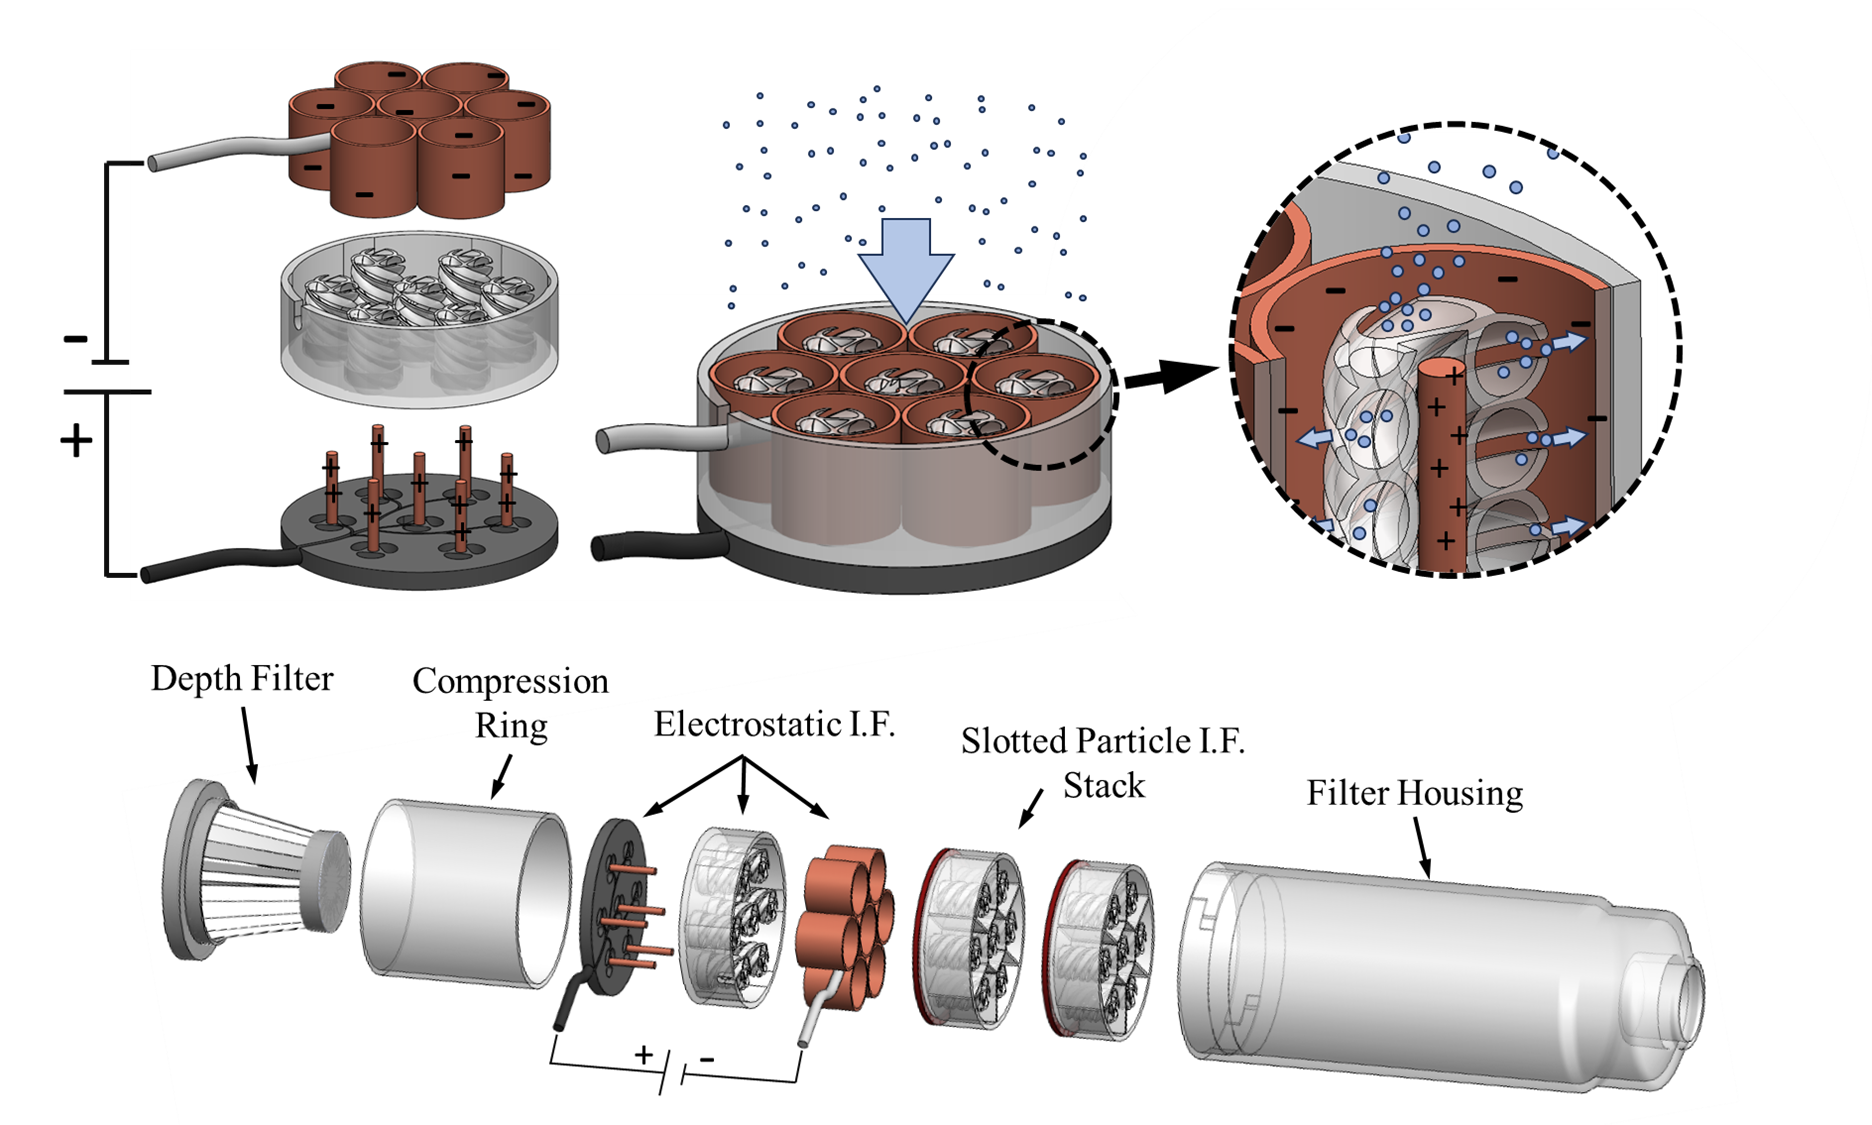 -
+
Depth Filter
Compression
Ring
Electrostatic I.F.
Slotted Particle I.F.
Stack
Filter Housing
+ -